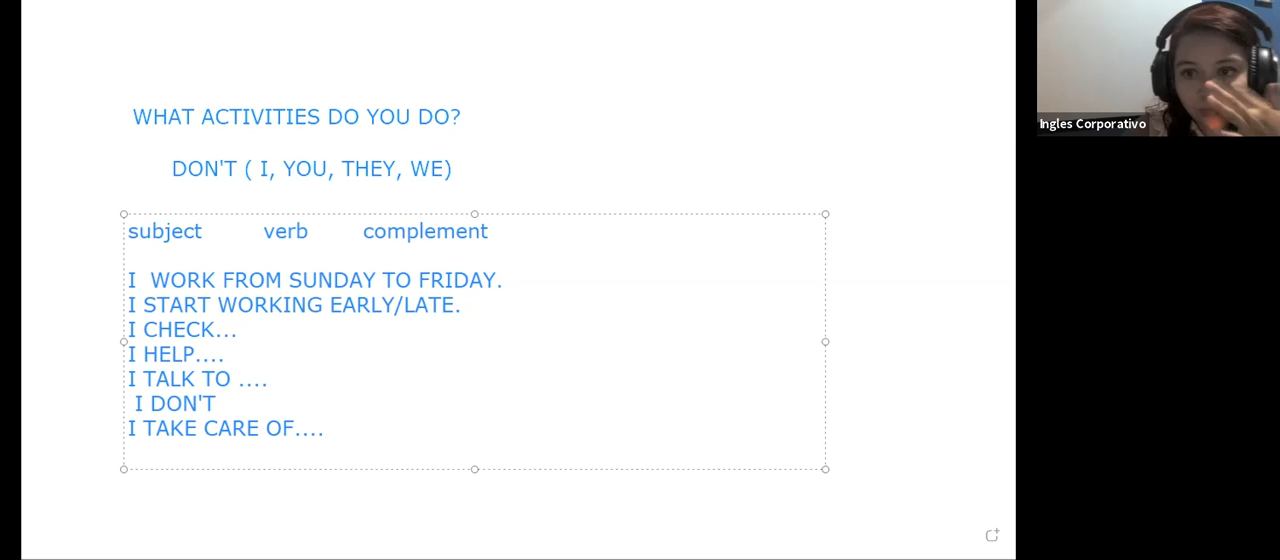 WHAT ACTIVITIES DO YOU DO?
DON'T ( I, YOU, THEY, WE)
subject verb complement
I WORK FROM SUNDAY TO FRIDAY.
I START WORKING EARLY/LATE.
I CHECK...
I HELP....
I TALK TO ....
I DON'T
I TAKE CARE OF....
Ingles Corporativo